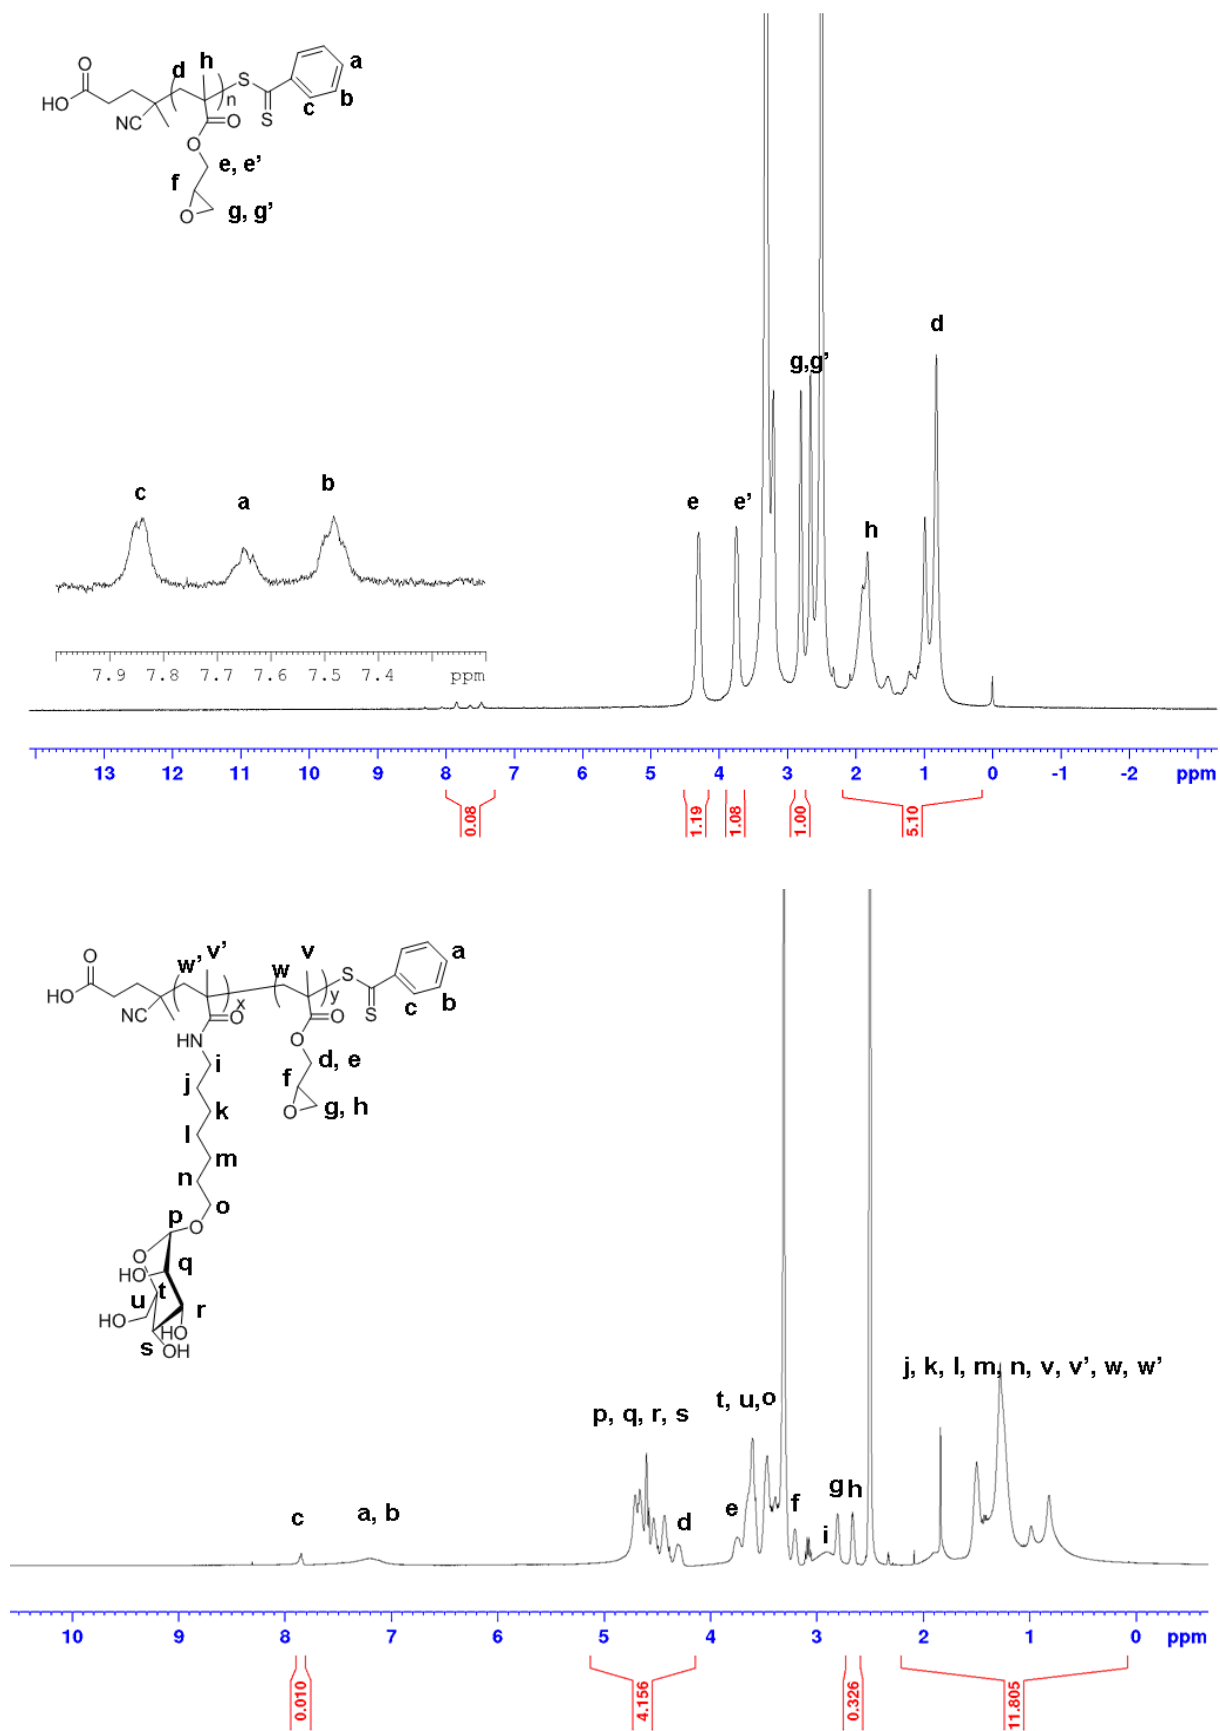 O
HO
NC
d
h
n
S
S
a
b
c
O
O
e, e’
f
O
g, g’
c
a
b
7.9 7.8 7.7 7.6 7.5 7.4 ppm
e
e’
g,g’
h
d
13 12 11 10 9 8 7 6 5 4 3 2 1 0 -1 -2 ppm
0.08
1.19
1.08
1.00
5.10
O
HO
NC
w’
v’
x
w
v
y
S
S
a
b
c
O
HN
O
O
d, e
f
O
g, h
i
j
k
l
m
n
o
p
O
O
HO
q
t
u
r
HO
HO
s
OH
c
a, b
p, q, r, s
d
t, u,o
e
f
i
g
h
j, k, l, m, n, v, v’, w, w’
10 9 8 7 6 5 4 3 2 1 0 ppm
0.010
4.156
0.326
11.805